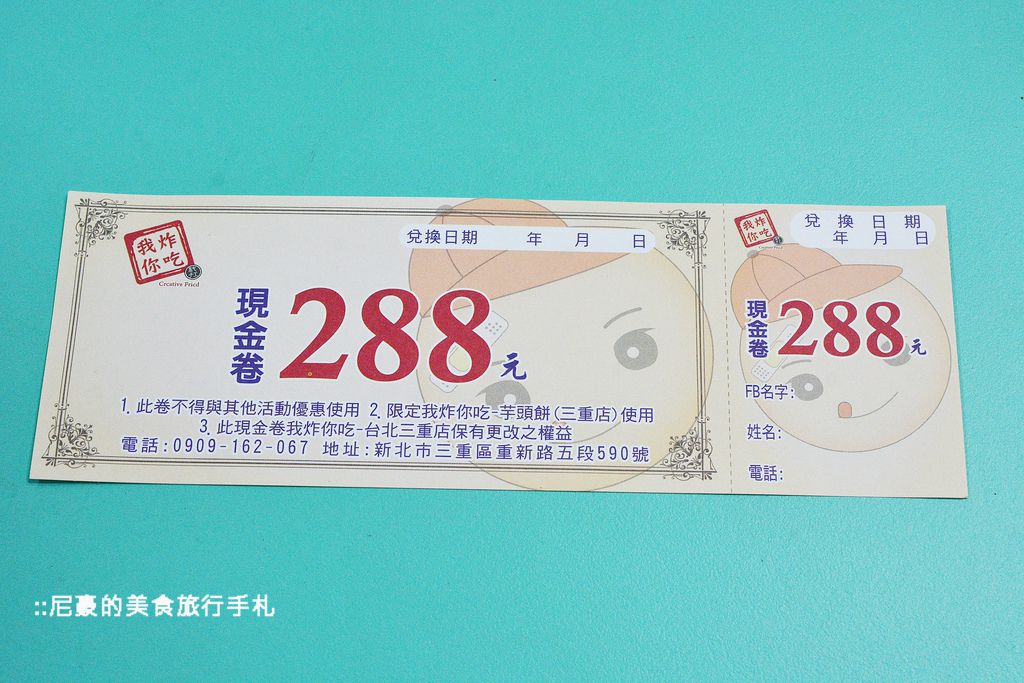 我炸
你吃
Creative Fried
兌換日期 年 月 日
現金卷 288元
1. 此卷不得與其他活動優惠使用 2. 限定我炸你吃-芋頭餅(三重店)使用
3. 此現金卷我炸你吃-台北三重店保有更改之權益
電話:0909-162-067 地址:新北市三重區重新路五段590號
我炸
你吃
兌換日期
年 月 日
現金卷 288元
FB名字:
姓名:
電話:
::尼豪的美食旅行手札